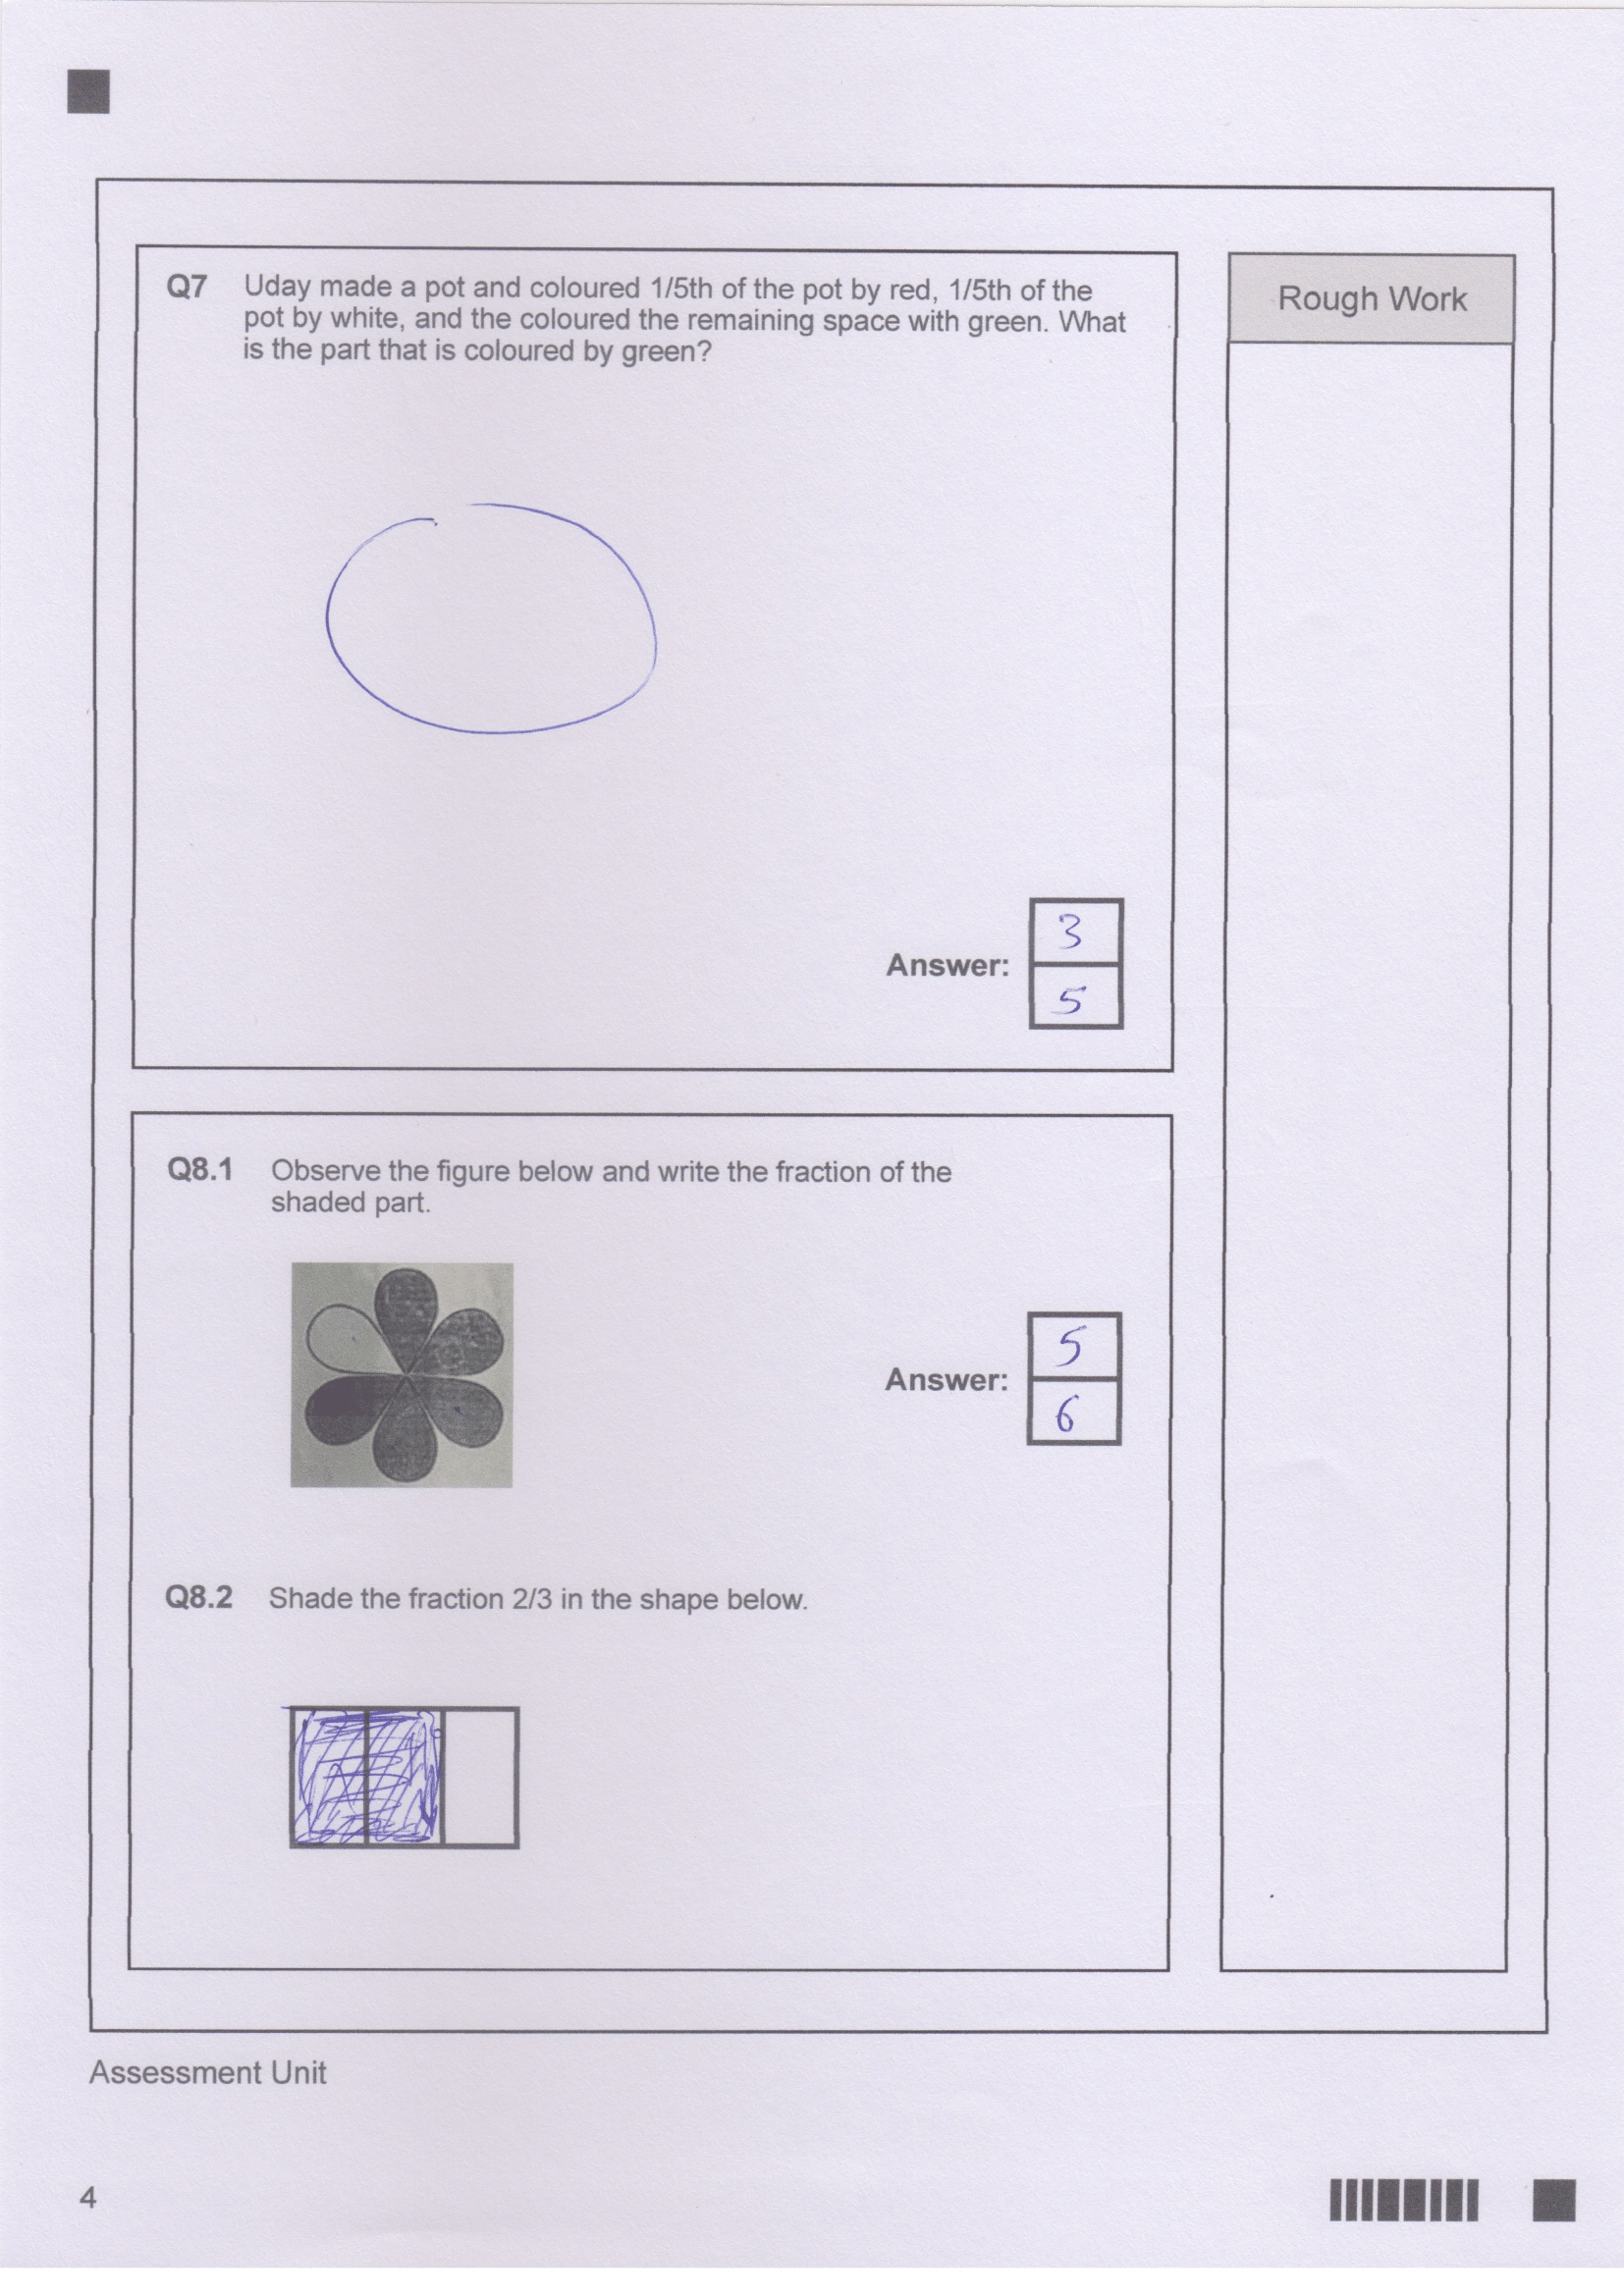 Q7 Uday made a pot and coloured 1/5th of the pot by red, 1/5th of the
pot by white, and the coloured the remaining space with green. What
is the part that is coloured by green?
Rough Work
Answer:
3
5
Q8.1 Observe the figure below and write the fraction of the
shaded part.
Answer:
5
6
Q8.2 Shade the fraction 2/3 in the shape below.
Assessment Unit
4